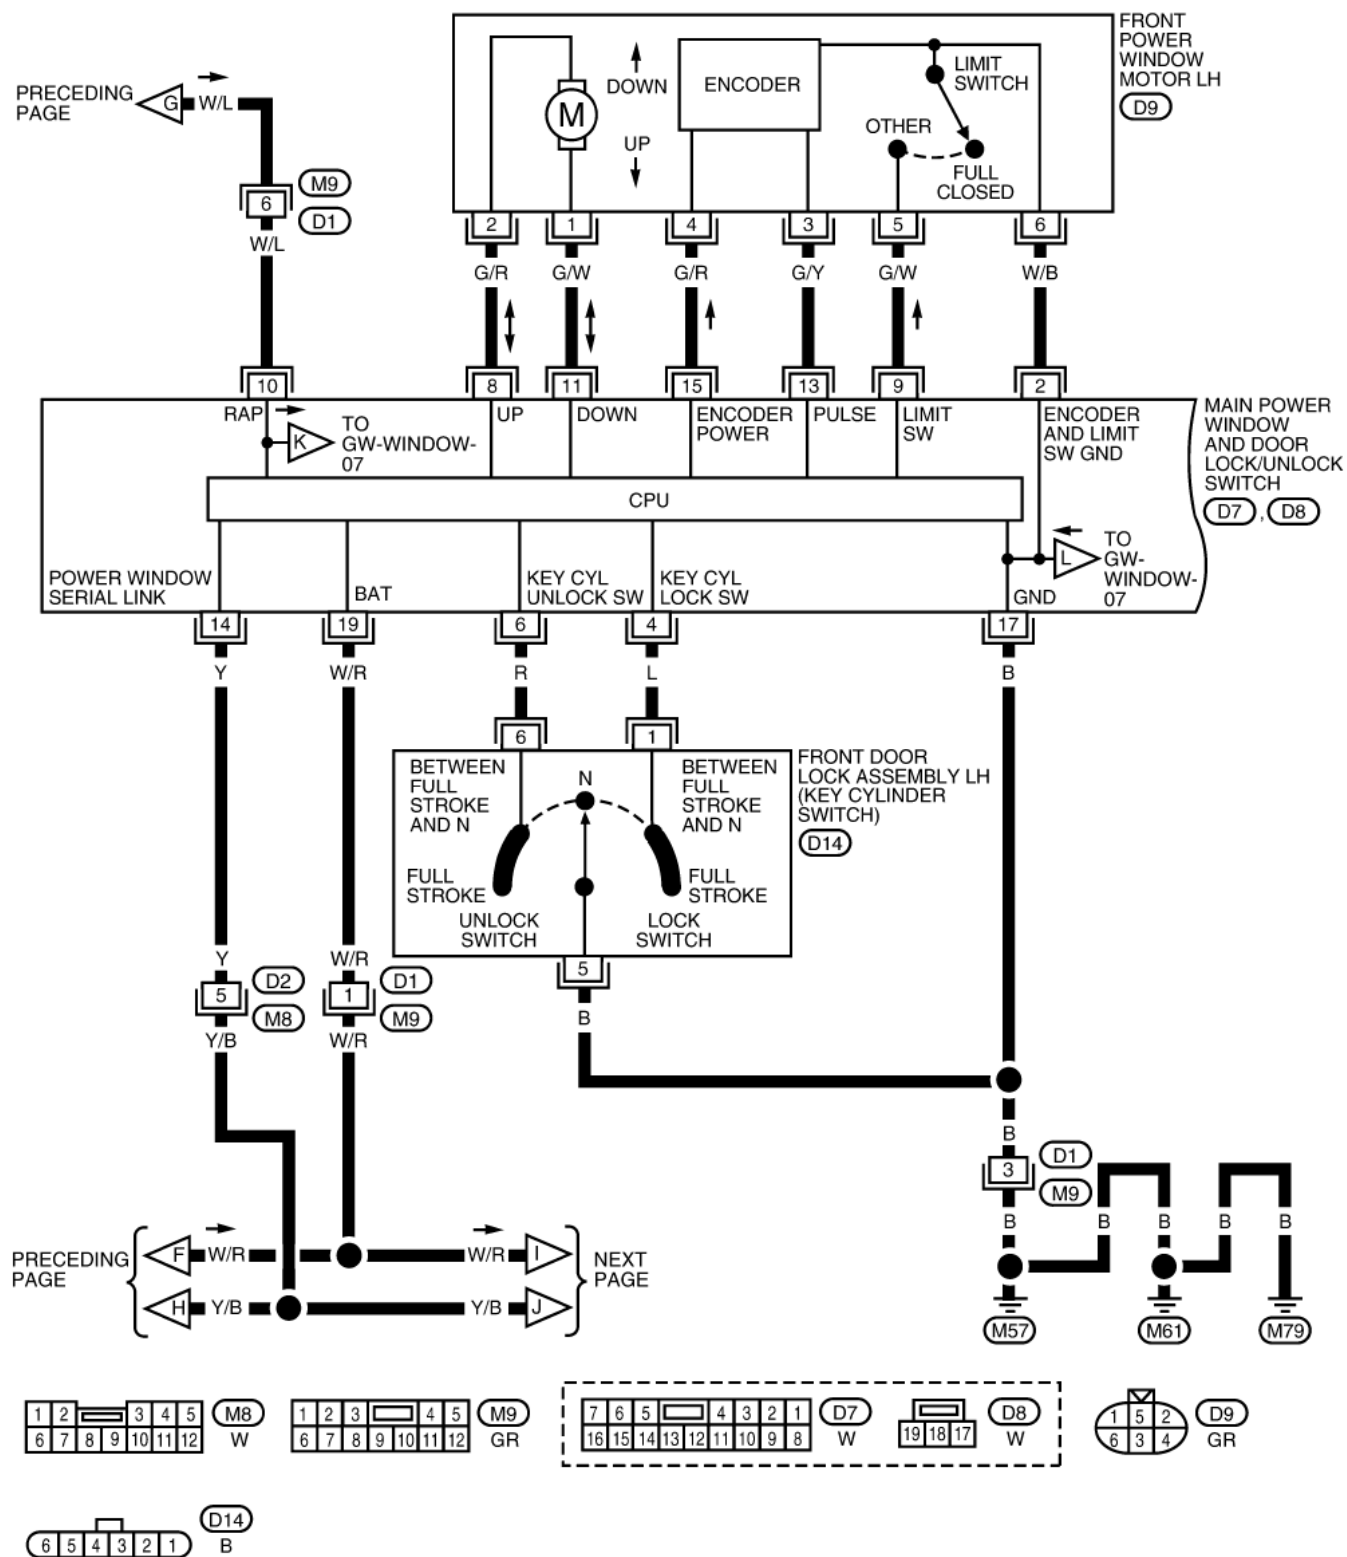 FRONT
POWER
WINDOW
MOTOR LH
D9
PRECEDING
PAGE
G
W/L
M
DOWN
UP
ENCODER
LIMIT
SWITCH
OTHER
FULL
CLOSED
6
M9
D1
W/L
2
1
4
3
5
6
G/R
G/W
G/R
G/Y
G/W
W/B
10
8
11
15
13
9
2
RAP
K
TO
GW-WINDOW-
07
UP
DOWN
ENCODER
POWER
PULSE
LIMIT
SW
ENCODER
AND LIMIT
SW GND
MAIN POWER
WINDOW
AND DOOR
LOCK/UNLOCK
SWITCH
D7 , D8
CPU
L
TO
GW-
WINDOW-
07
POWER WINDOW
SERIAL LINK
BAT
KEY CYL
UNLOCK SW
KEY CYL
LOCK SW
GND
14
19
6
4
17
Y
W/R
R
L
B
6
1
BETWEEN
FULL
STROKE
AND N
N
BETWEEN
FULL
STROKE
AND N
FULL
STROKE
FULL
STROKE
UNLOCK
SWITCH
LOCK
SWITCH
FRONT DOOR
LOCK ASSEMBLY LH
(KEY CYLINDER
SWITCH)
D14
Y
W/R
5
D2
M8
1
D1
M9
5
B
Y/B
W/R
B
3
D1
M9
B
B
B
B
B
PRECEDING
PAGE
F
W/R
W/R
I
H
Y/B
Y/B
J
NEXT
PAGE
M57
M61
M79
1 2 3 4 5
6 7 8 9 10 11 12
M8
W
1 2 3 4 5
6 7 8 9 10 11 12
M9
GR
7 6 5 4 3 2 1
16 15 14 13 12 11 10 9 8
D7
W
19 18 17
D8
W
1 5 2
6 3 4
D9
GR
6 5 4 3 2 1
D14
B